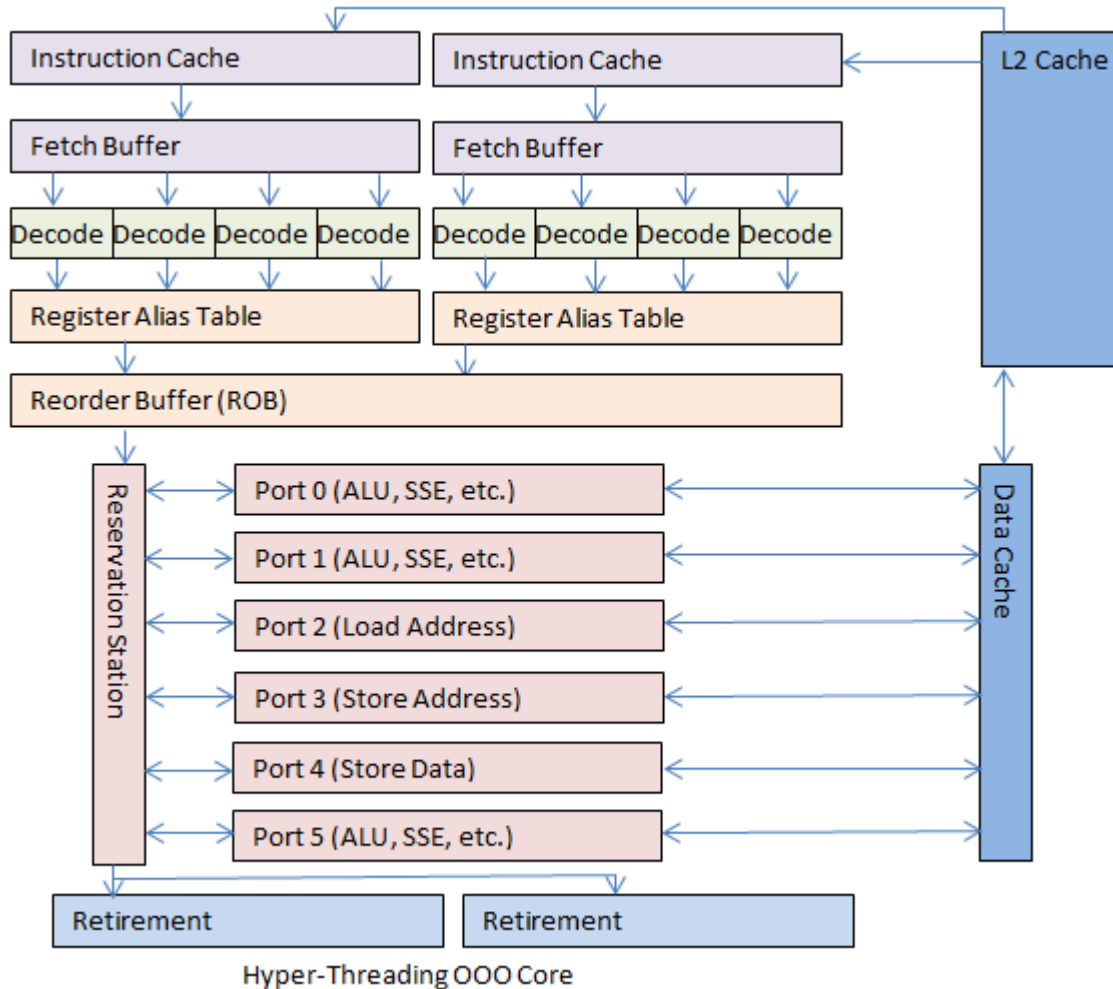 Instruction Cache
Instruction Cache
L2 Cache
Fetch Buffer
Fetch Buffer
Decode
Decode
Decode
Decode
Decode
Decode
Decode
Decode
Register Alias Table
Register Alias Table
Reorder Buffer (ROB)
Reservation Station
Port 0 (ALU, SSE, etc.)
Port 1 (ALU, SSE, etc.)
Port 2 (Load Address)
Port 3 (Store Address)
Port 4 (Store Data)
Port 5 (ALU, SSE, etc.)
Data Cache
Retirement
Retirement
Hyper-Threading OOO Core